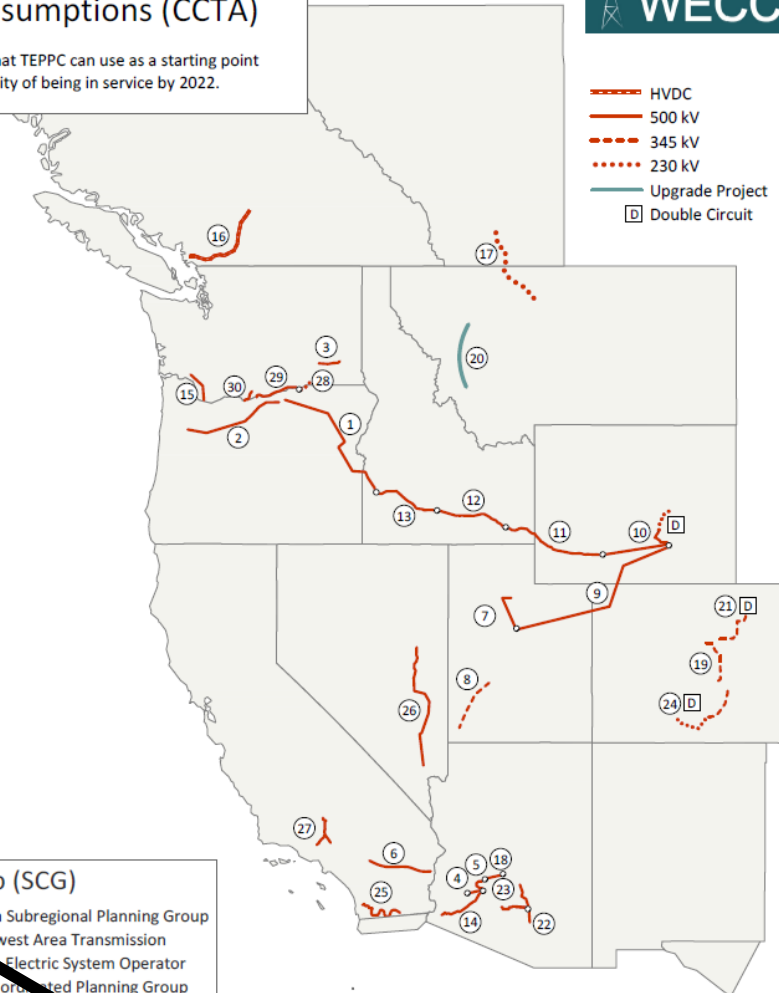 sumptions (CCTA)
WECC
hat TEPPC can use as a starting point
ity of being in service by 2022.
HVDC
500 kV
345 kV
230 kV
Upgrade Project
D Double Circuit
16
17
3
20
15
30
29
28
2
1
12
13
11
10
D
9
7
21
D
8
19
24
D
26
27
6
5
18
4
23
25
14
22
(SCG)
Subregional Planning Group
west Area Transmission
Electric System Operator
Planning Group